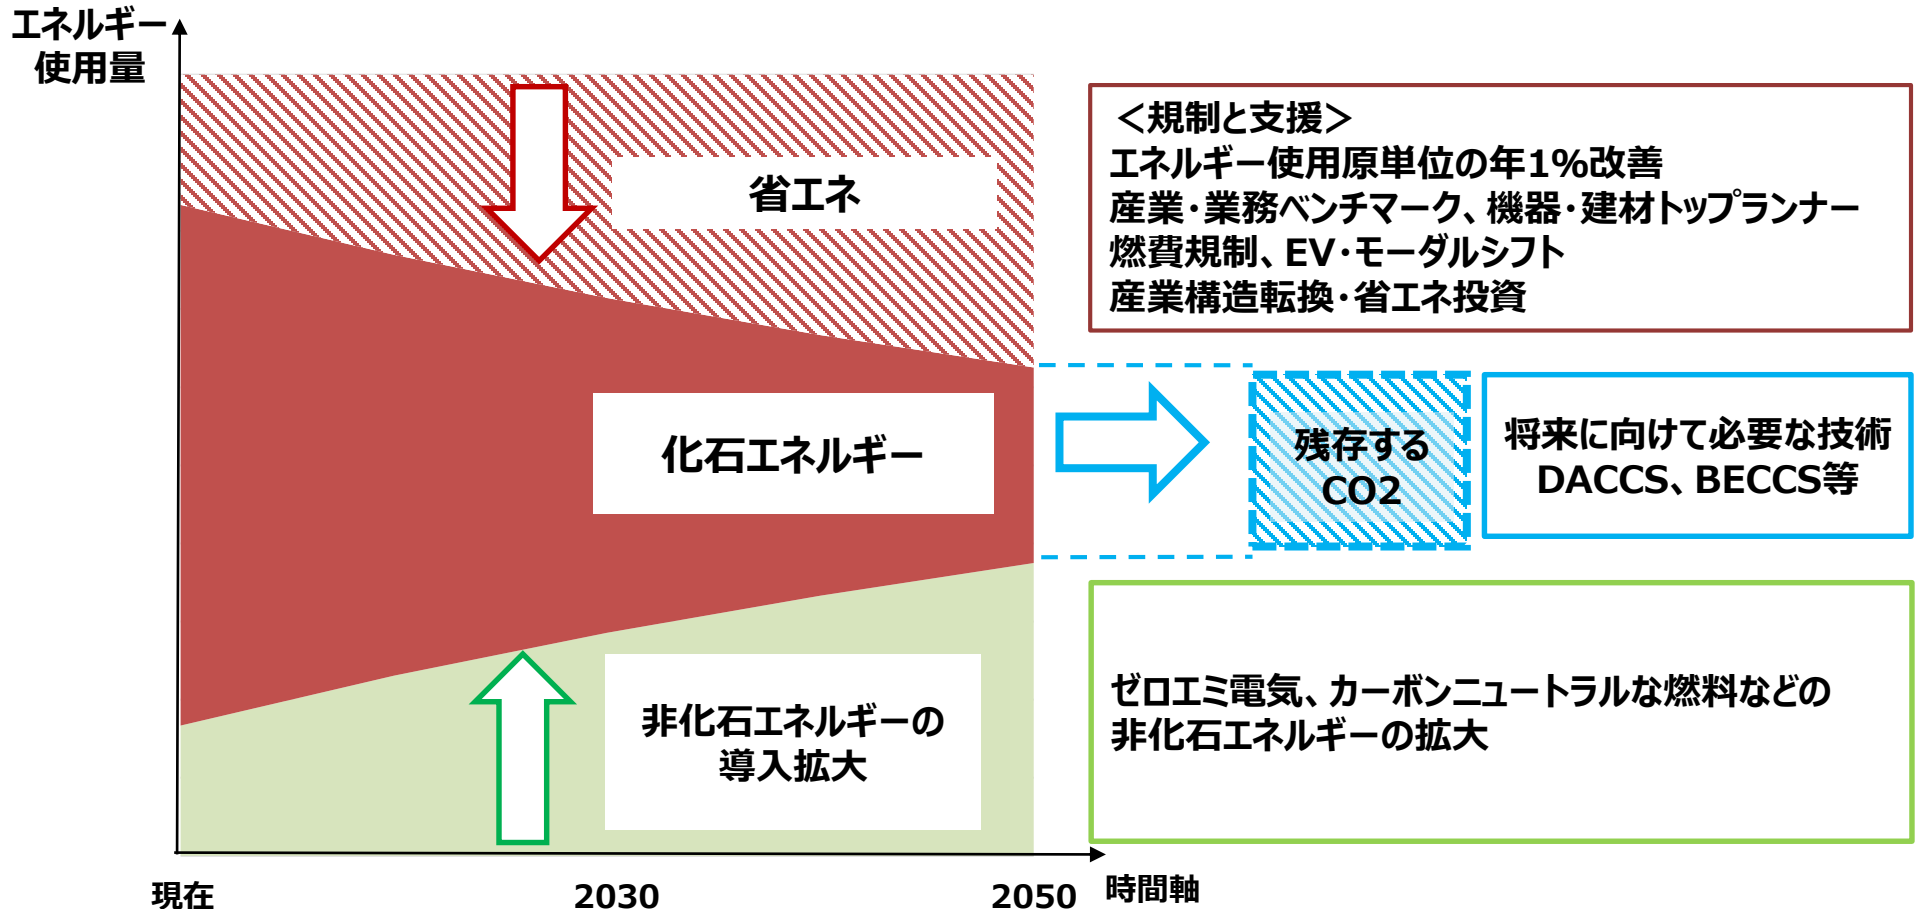 エネルギー
使用量
省エネ
＜規制と支援＞
エネルギー使用原単位の年1%改善
産業・業務ベンチマーク、機器・建材トップランナー
燃費規制、EV・モーダルシフト
産業構造転換・省エネ投資
化石エネルギー
残存する
CO2
将来に向けて必要な技術
DACCS、BECCS等
非化石エネルギーの
導入拡大
ゼロエミ電気、カーボンニュートラルな燃料などの
非化石エネルギーの拡大
現在
2030
2050
時間軸